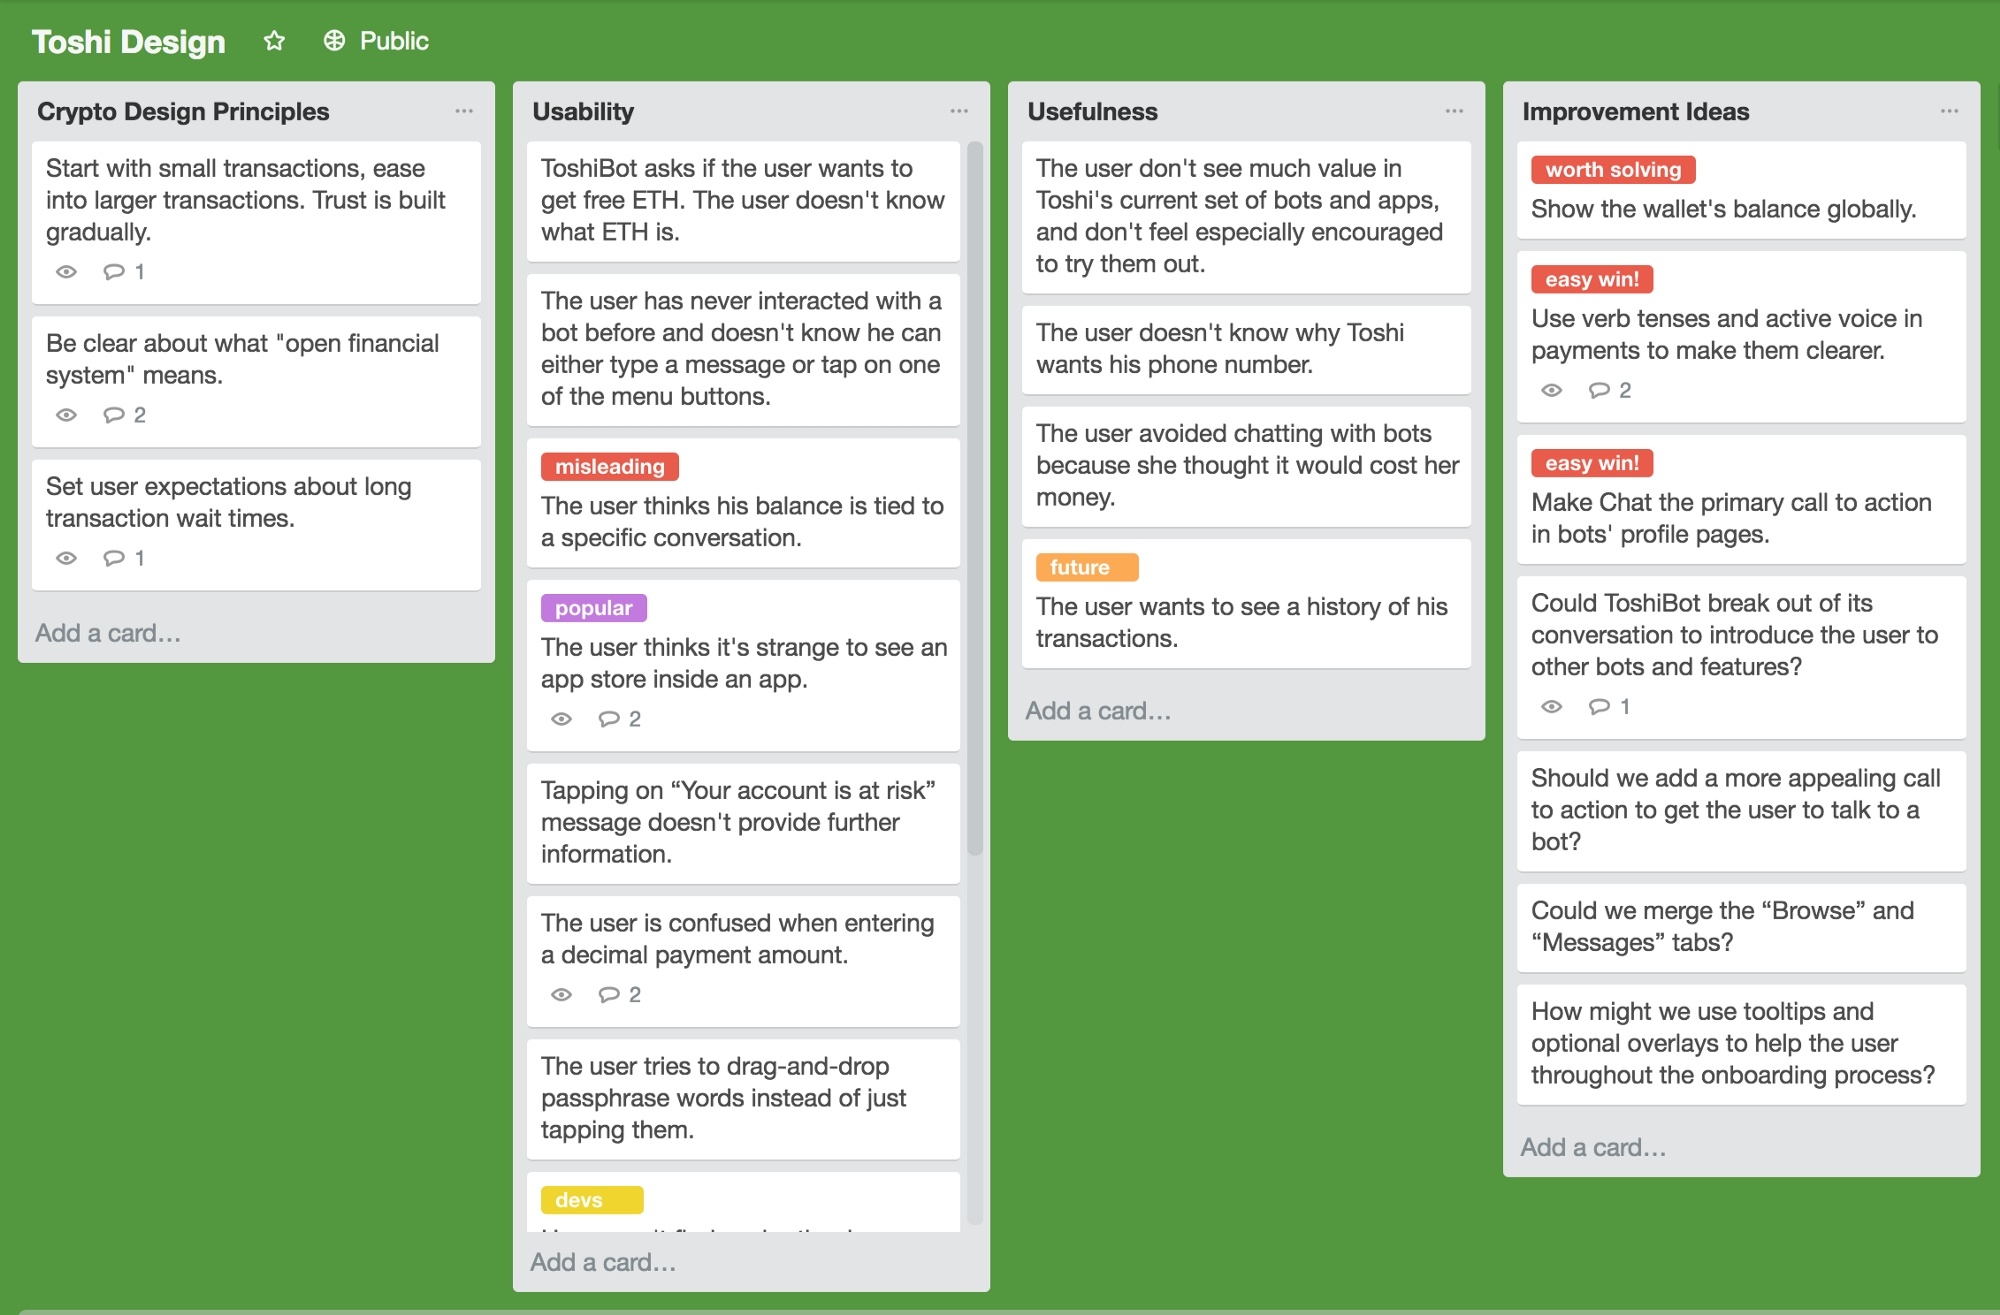 Toshi Design
Public
Crypto Design Principles
Start with small transactions, ease
into larger transactions. Trust is built
gradually.
1
Be clear about what "open financial
system" means.
2
Set user expectations about long
transaction wait times.
1
Add a card…
Usability
ToshiBot asks if the user wants to
get free ETH. The user doesn't know
what ETH is.
The user has never interacted with a
bot before and doesn't know he can
either type a message or tap on one
of the menu buttons.
misleading
The user thinks his balance is tied to
a specific conversation.
popular
The user thinks it's strange to see an
app store inside an app.
2
Tapping on “Your account is at risk”
message doesn't provide further
information.
The user is confused when entering
a decimal payment amount.
2
The user tries to drag-and-drop
passphrase words instead of just
tapping them.
devs
Add a card…
Usefulness
The user don't see much value in
Toshi's current set of bots and apps,
and don't feel especially encouraged
to try them out.
The user doesn't know why Toshi
wants his phone number.
The user avoided chatting with bots
because she thought it would cost her
money.
future
The user wants to see a history of his
transactions.
Add a card…
Improvement Ideas
worth solving
Show the wallet's balance globally.
easy win!
Use verb tenses and active voice in
payments to make them clearer.
2
easy win!
Make Chat the primary call to action
in bots' profile pages.
Could ToshiBot break out of its
conversation to introduce the user to
other bots and features?
1
Should we add a more appealing call
to action to get the user to talk to a
bot?
Could we merge the “Browse” and
“Messages” tabs?
How might we use tooltips and
optional overlays to help the user
throughout the onboarding process?
Add a card…